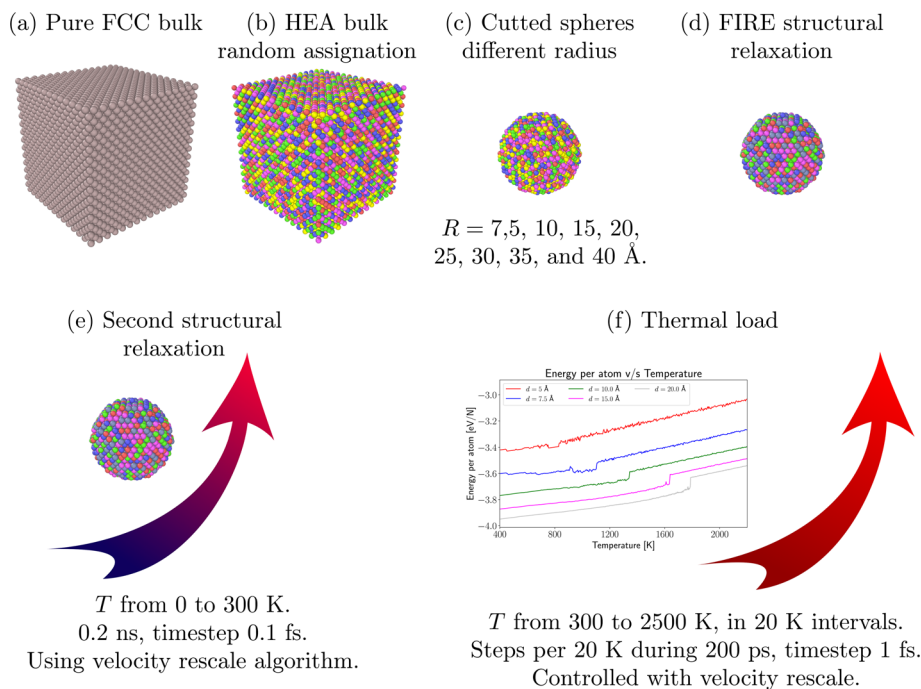 (a) Pure FCC bulk
(b) HEA bulk
random assignation
(c) Cutted spheres
different radius
(d) FIRE structural
relaxation
R = 7,5, 10, 15, 20,
25, 30, 35, and 40 Å.
(e) Second structural
relaxation
T from 0 to 300 K.
0.2 ns, timestep 0.1 fs.
Using velocity rescale algorithm.
(f) Thermal load
Energy per atom v/s Temperature
d = 5 Å
d = 7.5 Å
d = 10.0 Å
d = 15.0 Å
d = 20.0 Å
Energy per atom [eV/N]
−3.0
−3.4
−3.6
−3.8
−4.0
400
800
1200
1600
2000
Temperature [K]
T from 300 to 2500 K, in 20 K intervals.
Steps per 20 K during 200 ps, timestep 1 fs.
Controlled with velocity rescale.